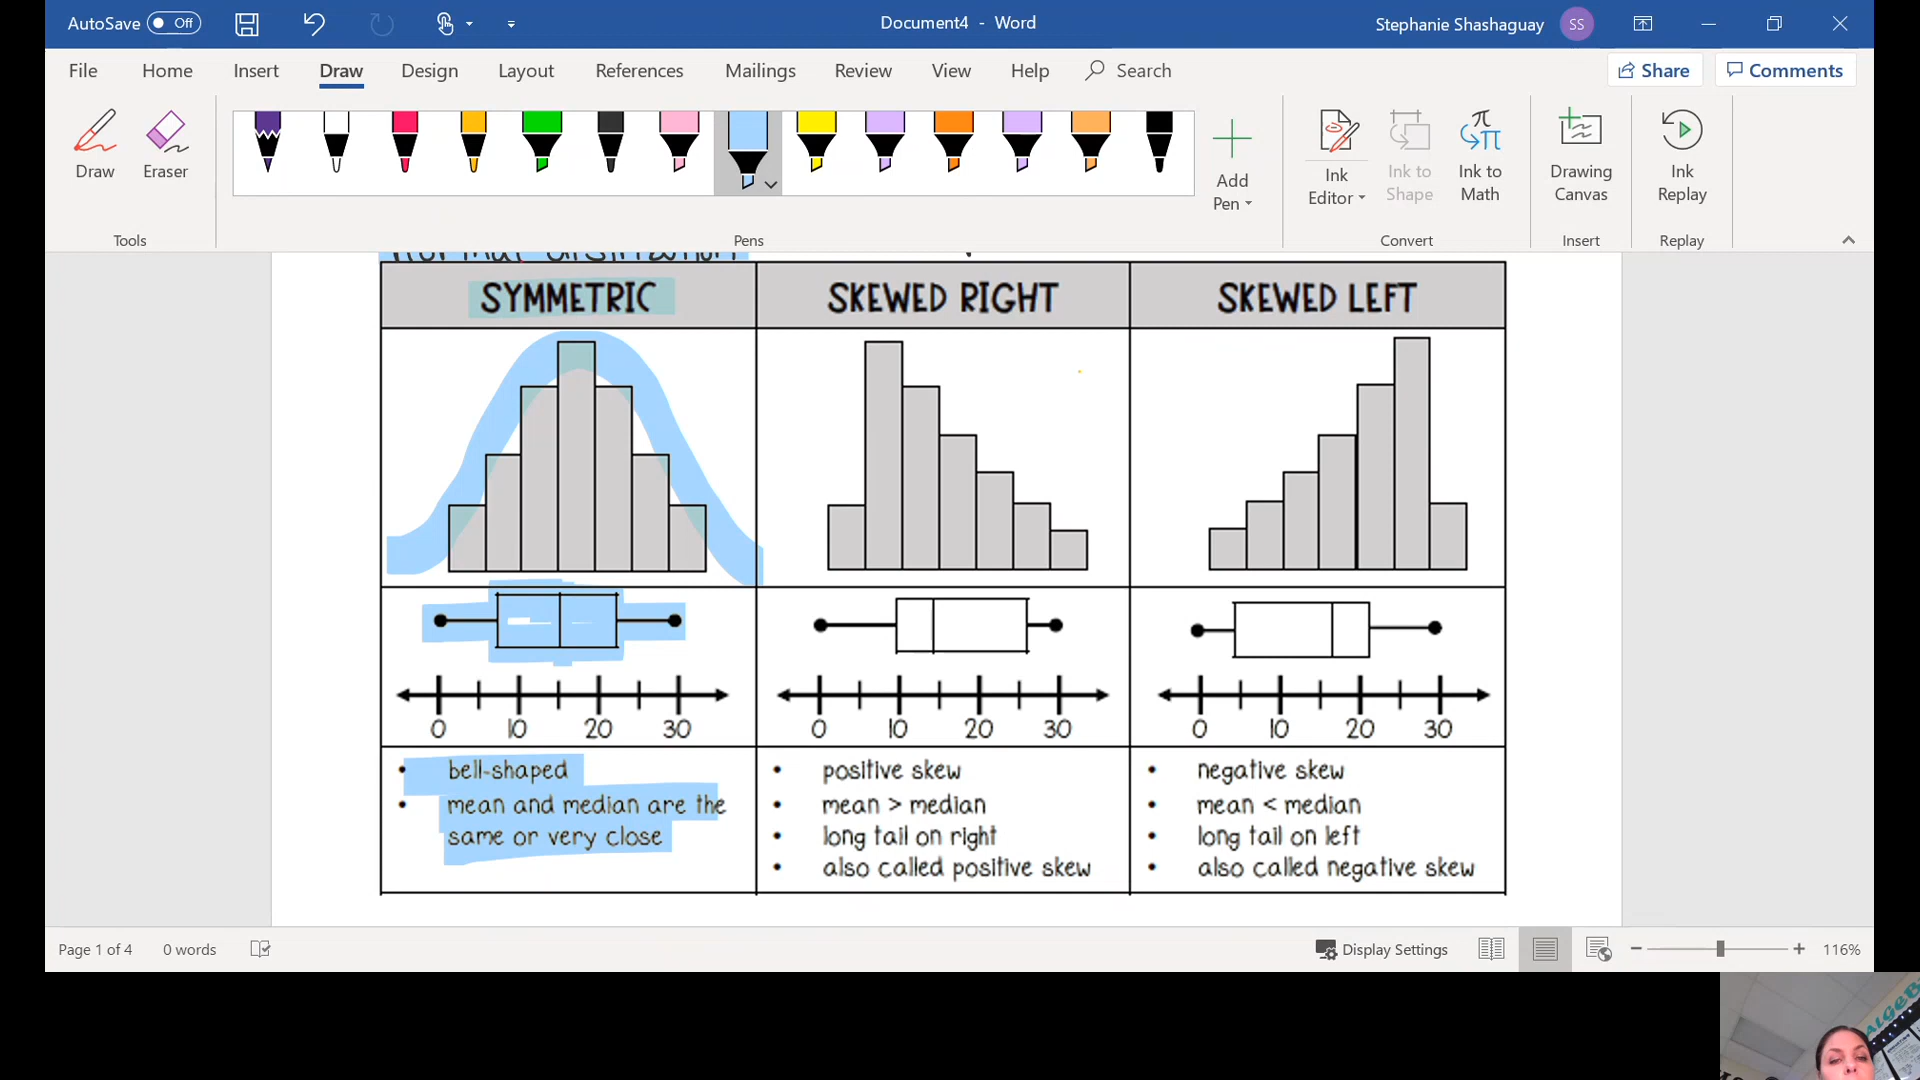 AutoSave Off Document4 - Word Stephanie Shashaguay SS
File Home Insert Draw Design Layout References Mailings Review View Help Search Share Comments
Draw Eraser
Add Pen
Ink Editor
Ink to Shape
Ink to Math
Drawing Canvas
Ink Replay
Tools Pens Convert Insert Replay
SYMMETRIC SKEWED RIGHT SKEWED LEFT
0 10 20 30 0 10 20 30 0 10 20 30
• bell-shaped
• mean and median are the
same or very close
• positive skew
• mean > median
• long tail on right
• also called positive skew
• negative skew
• mean < median
• long tail on left
• also called negative skew
Page 1 of 4 0 words Display Settings 116%